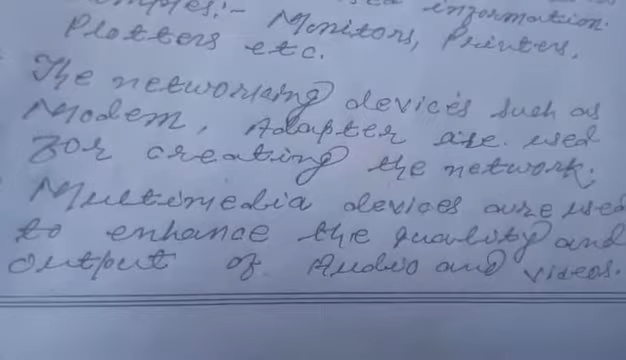 information.
:- Monitors, Printers,
Plotters etc.
The networking devices such as
Modem, Adapter are used
For creating the network.
Multimedia devices are used
to enhance the quality and
output of Audio and videos.